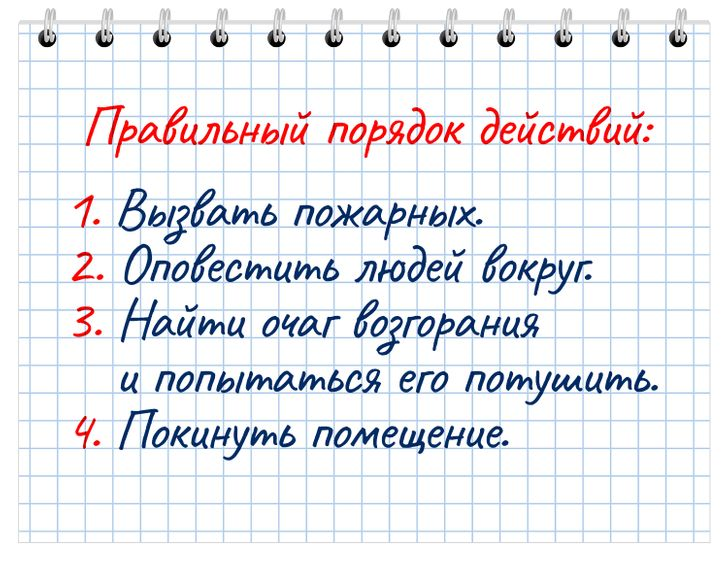 Правильный порядок действий:
1. Вызвать пожарных.
2. Оповестить людей вокруг.
3. Найти очаг возгорания
и попытаться его потушить.
4. Покинуть помещение.